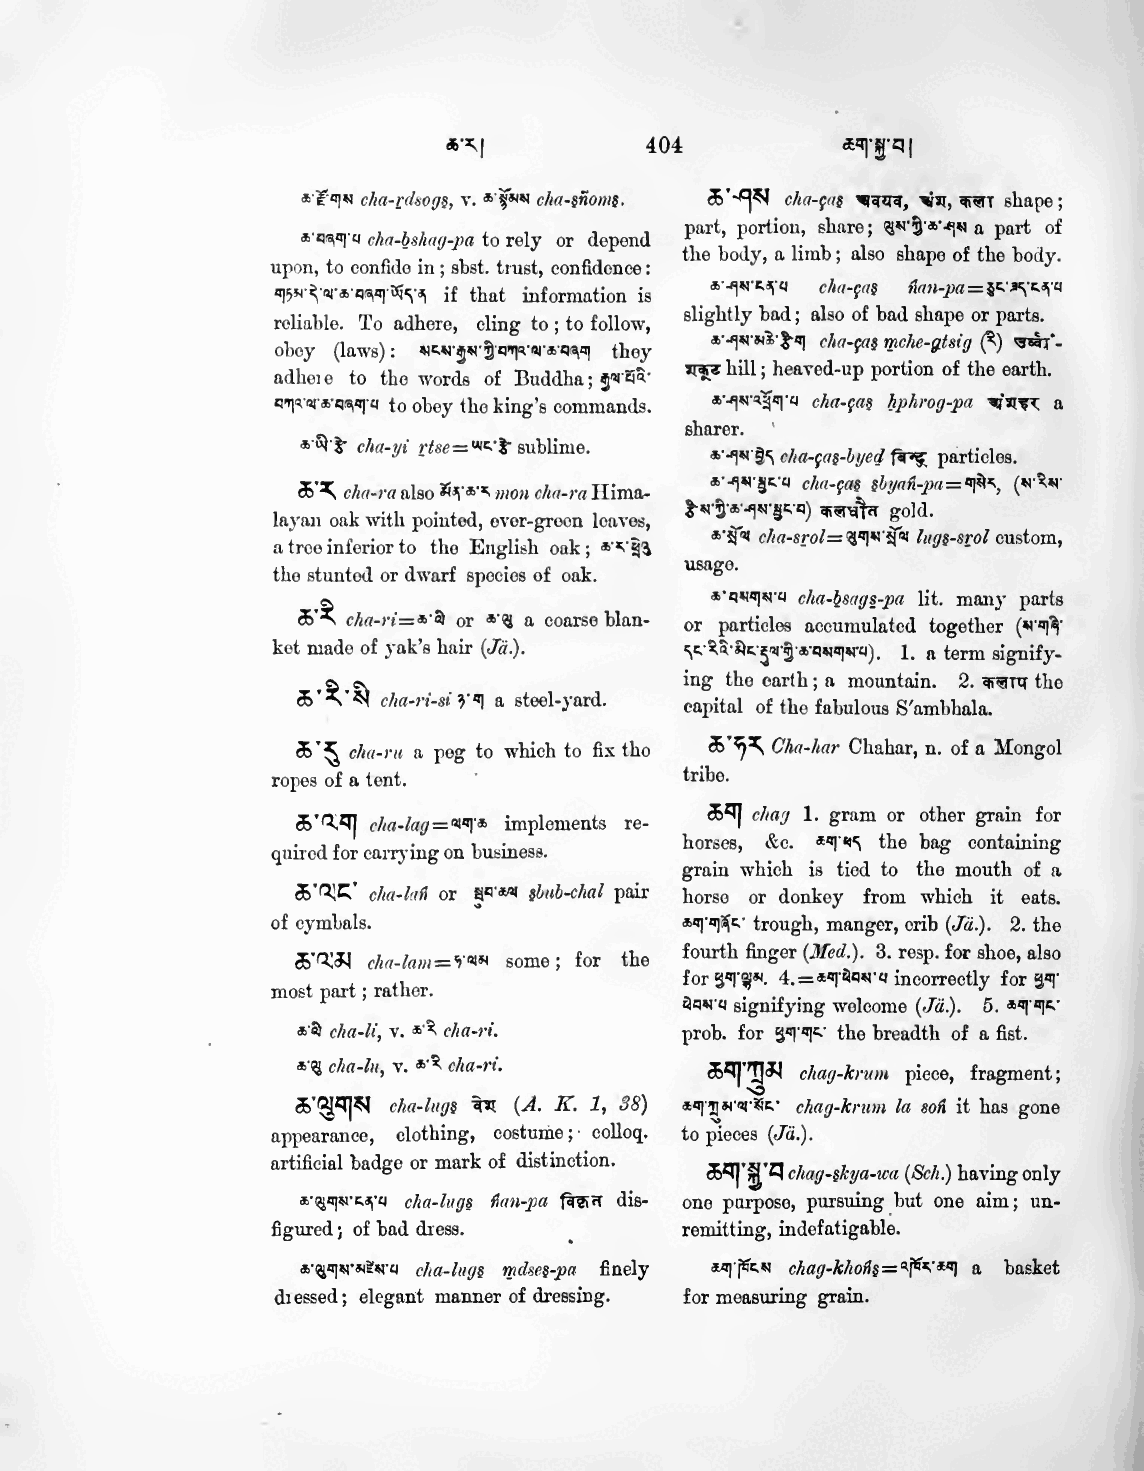 ཆ་ར།
404
ཆག་སྐྱ་བ།
ཆ་རྫོགས cha-rdsogs, v. ཆ་སྙོམས cha-sñoms.
ཆ་བཞག་པ cha-bshag-pa to rely or depend
upon, to confide in; sbst. trust, confidence:
གཏམ་དེ་ལ་ཆ་བཞག་ཡོད་ན if that information is
reliable. To adhere, cling to; to follow,
obey (laws): སངས་རྒྱས་ཀྱི་བཀའ་ལ་ཆ་བཞག they
adhere to the words of Buddha; རྒྱལ་པོའི་
བཀའ་ལ་ཆ་བཞག་པ to obey the king's commands.
ཆ་ཡི་རྩེ cha-yi rtse=ཡང་རྩེ sublime.
ཆ་ར cha-ra also མོན་ཆ་ར mon cha-ra Hima-
layan oak with pointed, ever-green leaves,
a tree inferior to the English oak; ཆ་ར་ཕྲེའུ
the stunted or dwarf species of oak.
ཆ་རི cha-ri=ཆ་ལི or ཆ་ལུ a coarse blan-
ket made of yak's hair (Jä.).
ཆ་རི་སི cha-ri-si ཉ་ག a steel-yard.
ཆ་རུ cha-ru a peg to which to fix the
ropes of a tent.
ཆ་ལག cha-lag=ལག་ཆ implements re-
quired for carrying on business.
ཆ་ལང་ cha-lañ or སྦུབ་ཆལ sbub-chal pair
of cymbals.
ཆ་ལམ cha-lam=ཉ་ལམ some; for the
most part; rather.
ཆ་ལི cha-li, v. ཆ་རི cha-ri.
ཆ་ལུ cha-lu, v. ཆ་རི cha-ri.
ཆ་ལུགས cha-lugs वेश (A. K. 1, 38)
appearance, clothing, costume; colloq.
artificial badge or mark of distinction.
ཆ་ལུགས་ངན་པ cha-lugs ñan-pa विकृत dis-
figured; of bad dress.
ཆ་ལུགས་མཛེས་པ cha-lugs mdses-pa finely
dressed; elegant manner of dressing.
ཆ་ཤས cha-ças अवयव, अंश, कला shape;
part, portion, share; ལུས་ཀྱི་ཆ་ཤས a part of
the body, a limb; also shape of the body.
ཆ་ཤས་ངན་པ cha-ças ñan-pa=ཅུང་ཟད་ངན་པ
slightly bad; also of bad shape or parts.
ཆ་ཤས་མཆེ་གཙིག cha-ças mche-gtsig (རི)
hill; heaved-up portion of the earth.
ཆ་ཤས་འཕྲོག་པ cha-ças hphrog-pa अंशहर a
sharer.
ཆ་ཤས་བྱེད cha-ças-byed बिन्दु particles.
ཆ་ཤས་སྦྱང་པ cha-ças sbyañ-pa=གསེར, (ས་རིས་
རྩེས་ཀྱི་ཆ་ཤས་སྦྱང་བ) कलधौत gold.
ཆ་སྲོལ cha-srol=ལུགས་སྲོལ lugs-srol custom,
usage.
ཆ་བསགས་པ cha-bsags-pa lit. many parts
or particles accumulated together (ས་གཞི་
དང་རིའི་མིང་རྡུལ་གྱི་ཆ་བསགས་པ). 1. a term signify-
ing the earth; a mountain. 2. कलाप the
capital of the fabulous S'ambhala.
ཆ་ཧར Cha-har Chahar, n. of a Mongol
tribe.
ཆག chag 1. gram or other grain for
horses, &c. ཆག་ཕད the bag containing
grain which is tied to the mouth of a
horse or donkey from which it eats.
ཆག་གཞོང་ trough, manger, crib (Jä.). 2. the
fourth finger (Med.). 3. resp. for shoe, also
for ཕྱག་ལྷམ. 4.=ཆག་ཕེབས་པ incorrectly for ཕྱག་
ཕེབས་པ signifying welcome (Jä.). 5. ཆག་གང་
prob. for ཕྱག་གང་ the breadth of a fist.
ཆག་ཀྲུམ chag-krum piece, fragment;
ཆག་ཀྲུམ་ལ་སོང་ chag-krum la soñ it has gone
to pieces (Jä.).
ཆག་སྐྱ་བ chag-skya-wa (Sch.) having only
one purpose, pursuing but one aim; un-
remitting, indefatigable.
ཆག་ཁོངས chag-khoñs=འཁོར་ཆག a basket
for measuring grain.